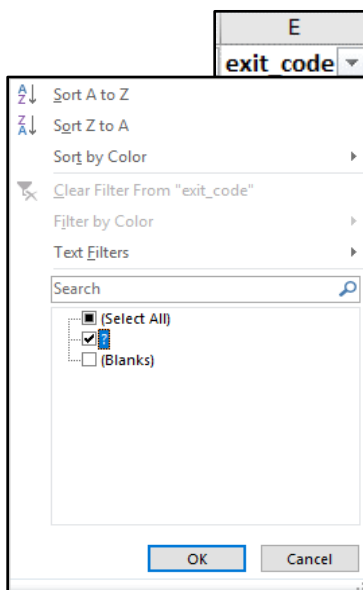 E
exit_code
Sort A to Z
Sort Z to A
Sort by Color
Clear Filter From "exit_code"
Filter by Color
Text Filters
Search
(Select All)
?
(Blanks)
OK Cancel